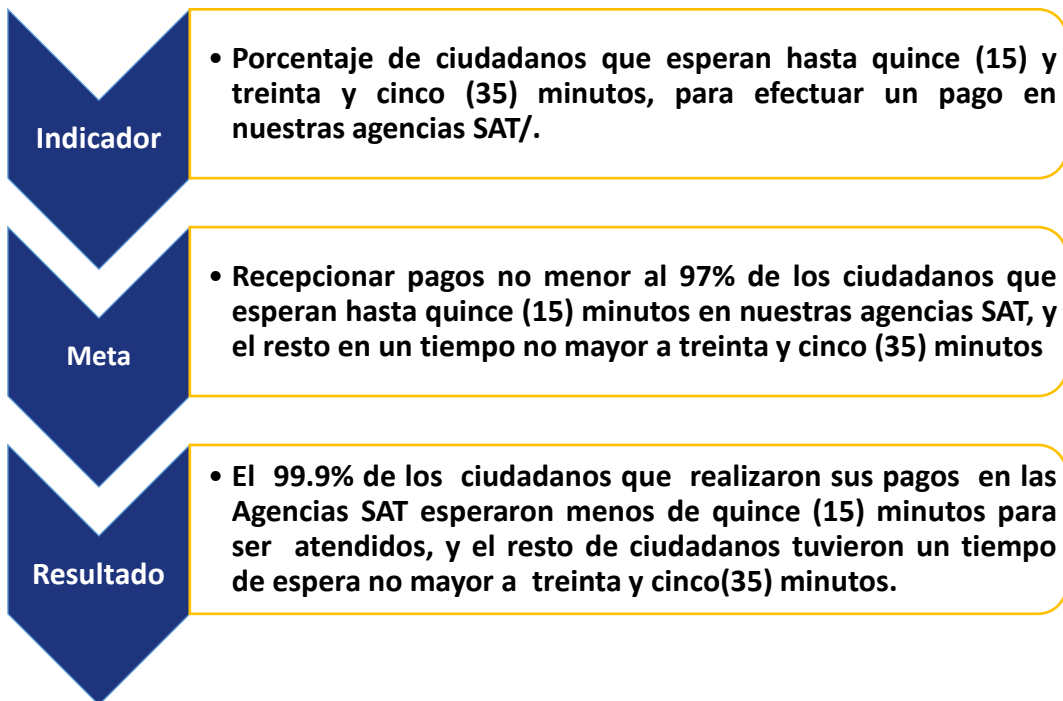 Indicador
• Porcentaje de ciudadanos que esperan hasta quince (15) y
treinta y cinco (35) minutos, para efectuar un pago en
nuestras agencias SAT/.
Meta
• Recepcionar pagos no menor al 97% de los ciudadanos que
esperan hasta quince (15) minutos en nuestras agencias SAT, y
el resto en un tiempo no mayor a treinta y cinco (35) minutos
Resultado
• El 99.9% de los ciudadanos que realizaron sus pagos en las
Agencias SAT esperaron menos de quince (15) minutos para
ser atendidos, y el resto de ciudadanos tuvieron un tiempo
de espera no mayor a treinta y cinco(35) minutos.